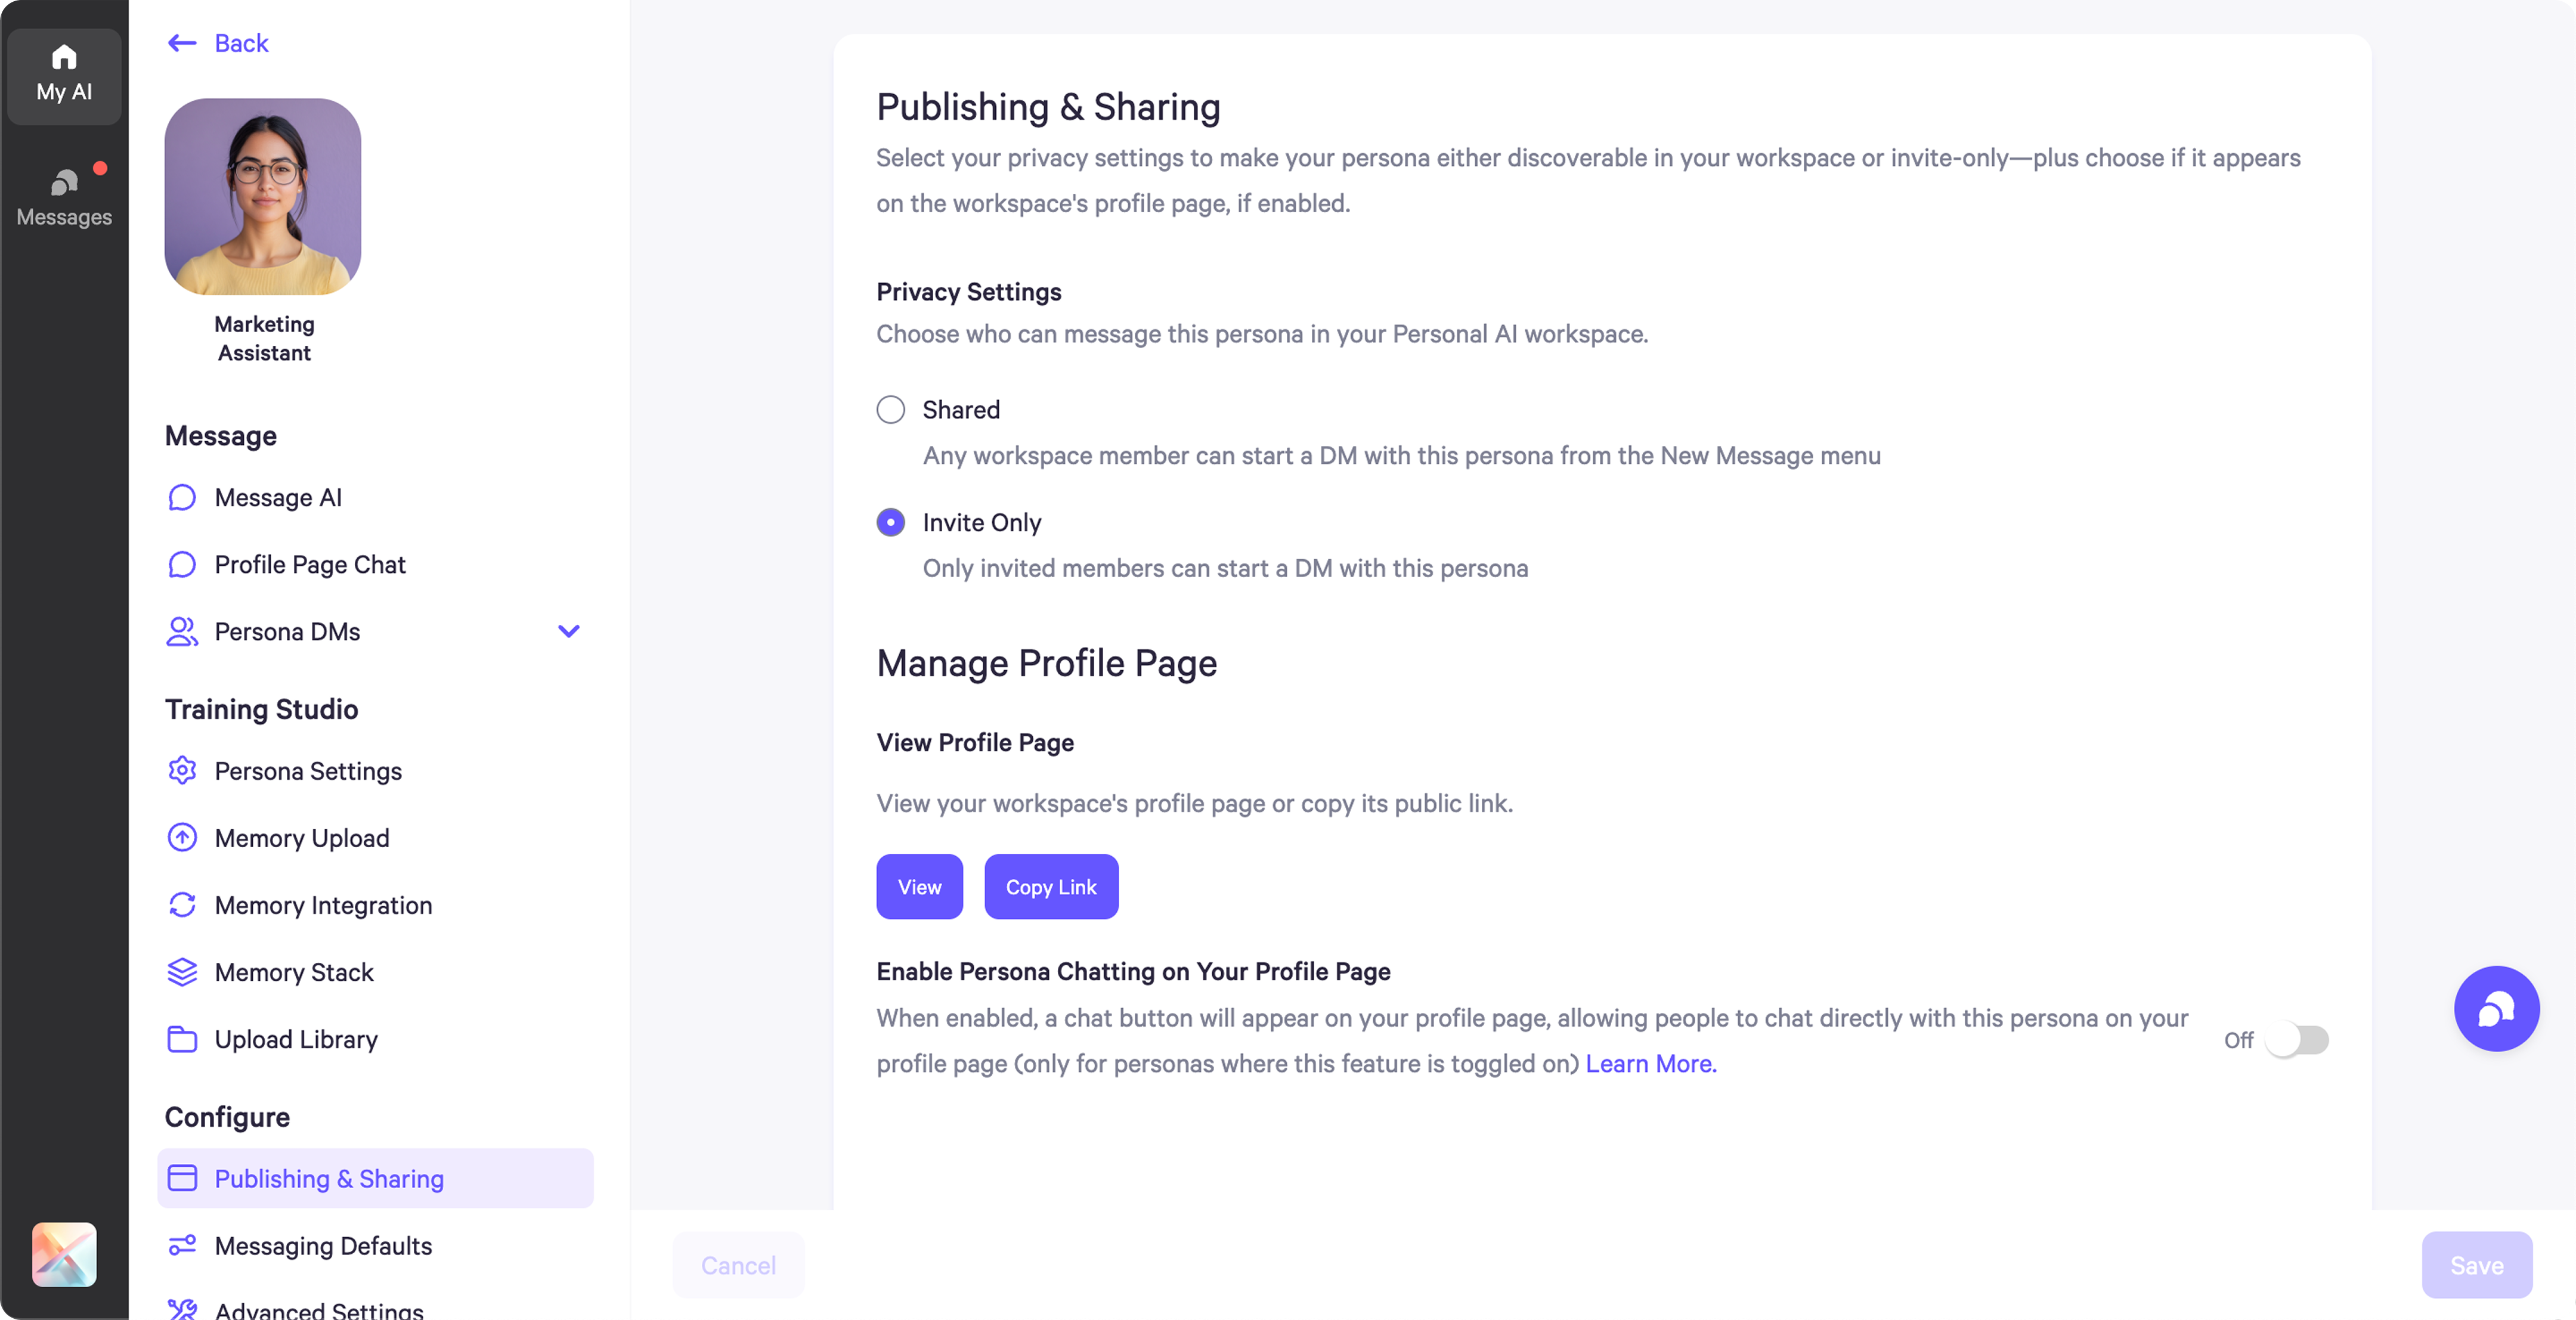 My AI
Messages
Back
Marketing
Assistant
Message
Message AI
Profile Page Chat
Persona DMs
Training Studio
Persona Settings
Memory Upload
Memory Integration
Memory Stack
Upload Library
Configure
Publishing & Sharing
Messaging Defaults
Advanced Settings
Publishing & Sharing
Select your privacy settings to make your persona either discoverable in your workspace or invite-only—plus choose if it appears
on the workspace's profile page, if enabled.
Privacy Settings
Choose who can message this persona in your Personal AI workspace.
Shared
Any workspace member can start a DM with this persona from the New Message menu
Invite Only
Only invited members can start a DM with this persona
Manage Profile Page
View Profile Page
View your workspace's profile page or copy its public link.
View
Copy Link
Enable Persona Chatting on Your Profile Page
When enabled, a chat button will appear on your profile page, allowing people to chat directly with this persona on your
profile page (only for personas where this feature is toggled on) Learn More.
Off
Cancel
Save